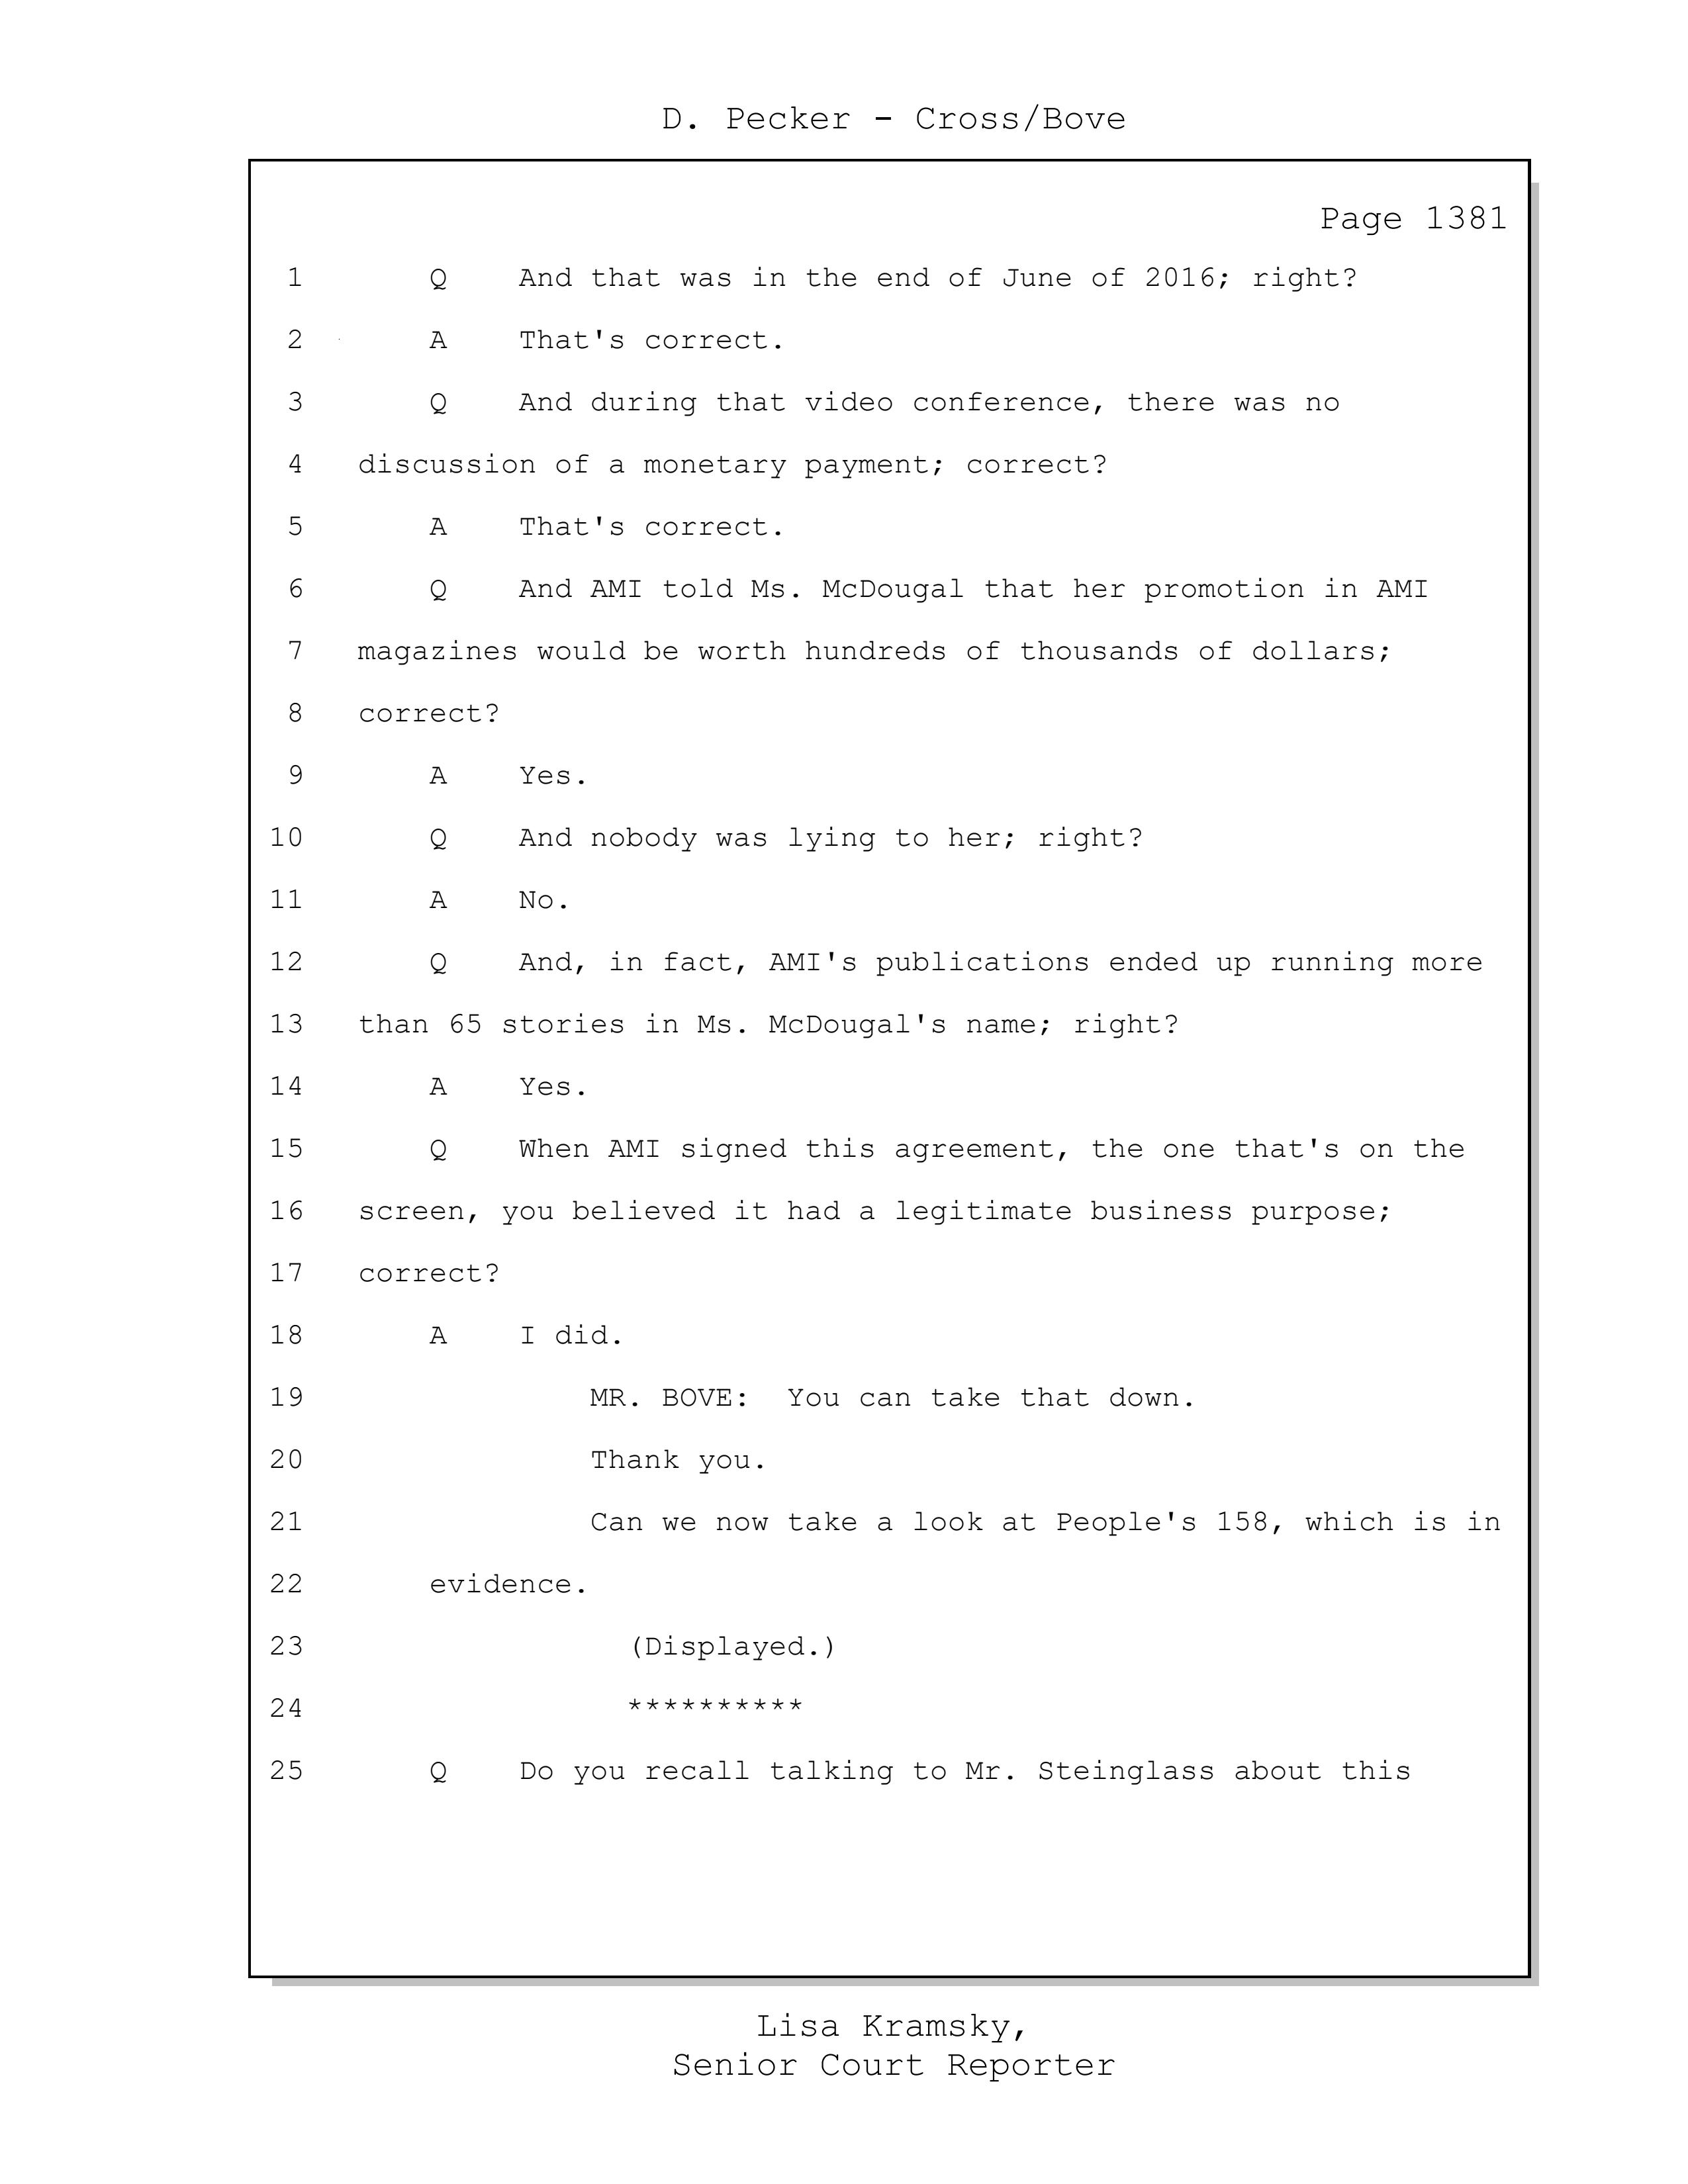 D. Pecker - Cross/Bove
Page 1381
1 Q And that was in the end of June of 2016; right?
2 A That's correct.
3 Q And during that video conference, there was no
4 discussion of a monetary payment; correct?
5 A That's correct.
6 Q And AMI told Ms. McDougal that her promotion in AMI
7 magazines would be worth hundreds of thousands of dollars;
8 correct?
9 A Yes.
10 Q And nobody was lying to her; right?
11 A No.
12 Q And, in fact, AMI's publications ended up running more
13 than 65 stories in Ms. McDougal's name; right?
14 A Yes.
15 Q When AMI signed this agreement, the one that's on the
16 screen, you believed it had a legitimate business purpose;
17 correct?
18 A I did.
19 MR. BOVE: You can take that down.
20 Thank you.
21 Can we now take a look at People's 158, which is in
22 evidence.
23 (Displayed.)
24 **********
25 Q Do you recall talking to Mr. Steinglass about this
Lisa Kramsky,
Senior Court Reporter